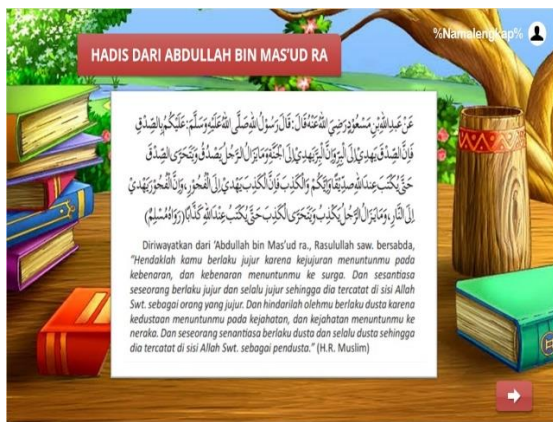 %Namalengkap%
HADIS DARI ABDULLAH BIN MAS'UD RA
عَنْ عَبْدِ اللهِ بْنِ مَسْعُوْدٍ رَضِيَ اللهُ عَنْهُ قَالَ: قَالَ رَسُوْلُ اللهِ صَلَّى اللهُ عَلَيْهِ وَسَلَّمَ: عَلَيْكُمْ بِالصِّدْقِ
فَإِنَّ الصِّدْقَ يَهْدِيْ إِلَى الْبِرِّ وَإِنَّ الْبِرَّ يَهْدِيْ إِلَى الْجَنَّةِ وَمَا يَزَالُ الرَّجُلُ يَصْدُقُ وَيَتَحَرَّى الصِّدْقَ
حَتَّى يُكْتَبَ عِنْدَ اللهِ صِدِّيْقًا وَإِيَّاكُمْ وَالْكَذِبَ فَإِنَّ الْكَذِبَ يَهْدِيْ إِلَى الْفُجُوْرِ، وَإِنَّ الْفُجُوْرَ يَهْدِيْ
إِلَى النَّارِ، وَمَا يَزَالُ الرَّجُلُ يَكْذِبُ وَيَتَحَرَّى الْكَذِبَ حَتَّى يُكْتَبَ عِنْدَ اللهِ كَذَّابًا (رَوَاهُ مُسْلِمٌ)
Diriwayatkan dari 'Abdullah bin Mas'ud ra., Rasulullah saw. bersabda,
"Hendaklah kamu berlaku jujur karena kejujuran menuntunmu pada
kebenaran, dan kebenaran menuntunmu ke surga. Dan sesantiasa
seseorang berlaku jujur dan selalu jujur sehingga dia tercatat di sisi Allah
Swt. sebagai orang yang jujur. Dan hindarilah olehmu berlaku dusta karena
kedustaan menuntunmu pada kejahatan, dan kejahatan menuntunmu ke
neraka. Dan seseorang senantiasa berlaku dusta dan selalu dusta sehingga
dia tercatat di sisi Allah Swt. sebagai pendusta." (H.R. Muslim)